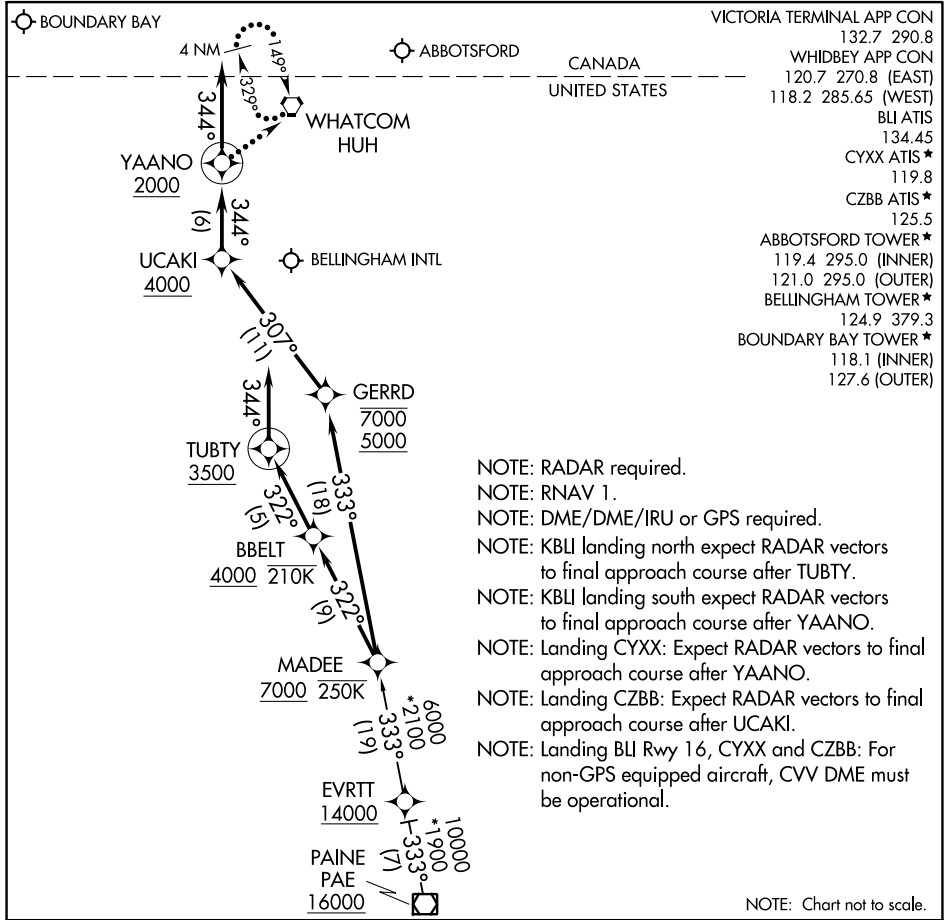 BOUNDARY BAY
4 NM
149°
329°
ABBOTSFORD
CANADA
UNITED STATES
WHATCOM
HUH
344°
YAANO
2000
344°
(6)
UCAKI
4000
BELLINGHAM INTL
307°
(11)
GERRD
7000
5000
344°
TUBTY
3500
333°
(18)
322°
(5)
BBELT
4000 210K
322°
(9)
MADEE
7000 250K
6000
*2100
333°
(19)
EVRTT
14000
10000
*1900
333°
(7)
PAINE
PAE
16000
VICTORIA TERMINAL APP CON
132.7 290.8
WHIDBEY APP CON
120.7 270.8 (EAST)
118.2 285.65 (WEST)
BLI ATIS
134.45
CYXX ATIS★
119.8
CZBB ATIS★
125.5
ABBOTSFORD TOWER★
119.4 295.0 (INNER)
121.0 295.0 (OUTER)
BELLINGHAM TOWER★
124.9 379.3
BOUNDARY BAY TOWER★
118.1 (INNER)
127.6 (OUTER)
NOTE: RADAR required.
NOTE: RNAV 1.
NOTE: DME/DME/IRU or GPS required.
NOTE: KBLI landing north expect RADAR vectors
to final approach course after TUBTY.
NOTE: KBLI landing south expect RADAR vectors
to final approach course after YAANO.
NOTE: Landing CYXX: Expect RADAR vectors to final
approach course after YAANO.
NOTE: Landing CZBB: Expect RADAR vectors to final
approach course after UCAKI.
NOTE: Landing BLI Rwy 16, CYXX and CZBB: For
non-GPS equipped aircraft, CVV DME must
be operational.
NOTE: Chart not to scale.